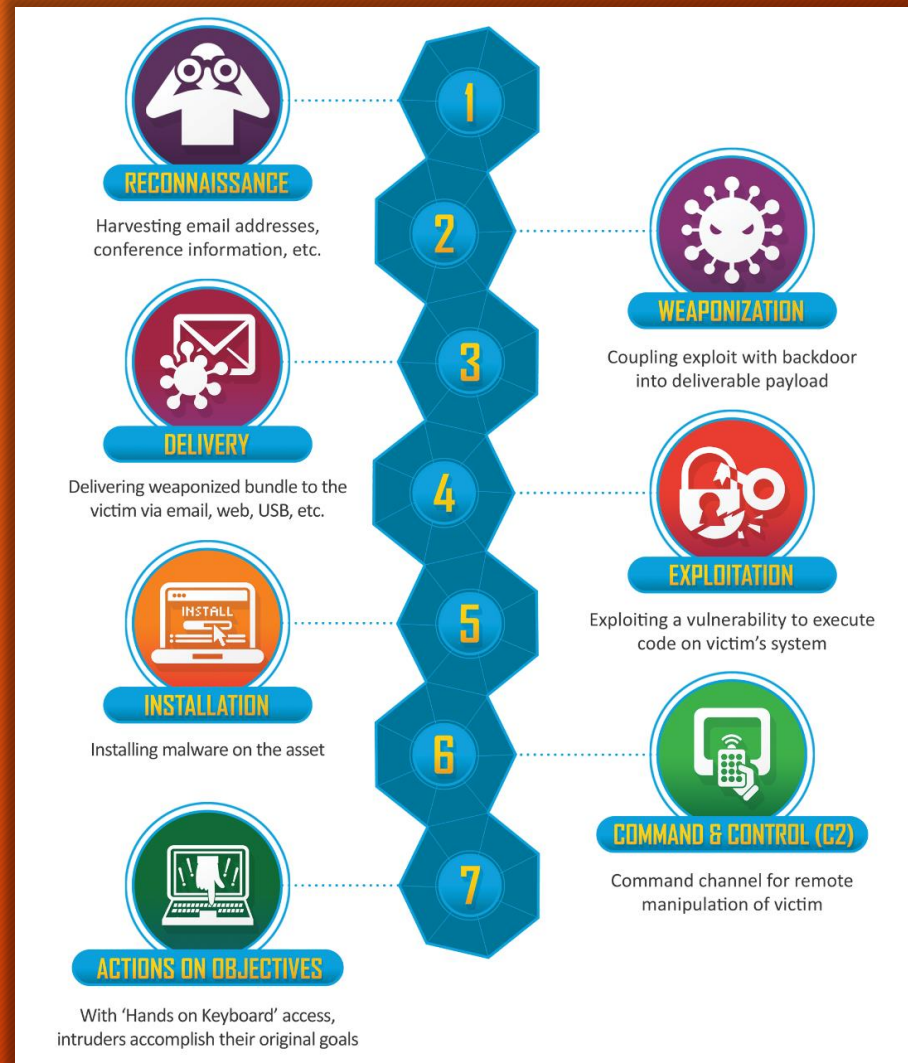 1
RECONNAISSANCE
Harvesting email addresses,
conference information, etc.
2
WEAPONIZATION
Coupling exploit with backdoor
into deliverable payload
3
DELIVERY
Delivering weaponized bundle to the
victim via email, web, USB, etc.
4
EXPLOITATION
Exploiting a vulnerability to execute
code on victim's system
5
INSTALL
INSTALLATION
Installing malware on the asset
6
COMMAND & CONTROL (C2)
Command channel for remote
manipulation of victim
7
ACTIONS ON OBJECTIVES
With 'Hands on Keyboard' access,
intruders accomplish their original goals